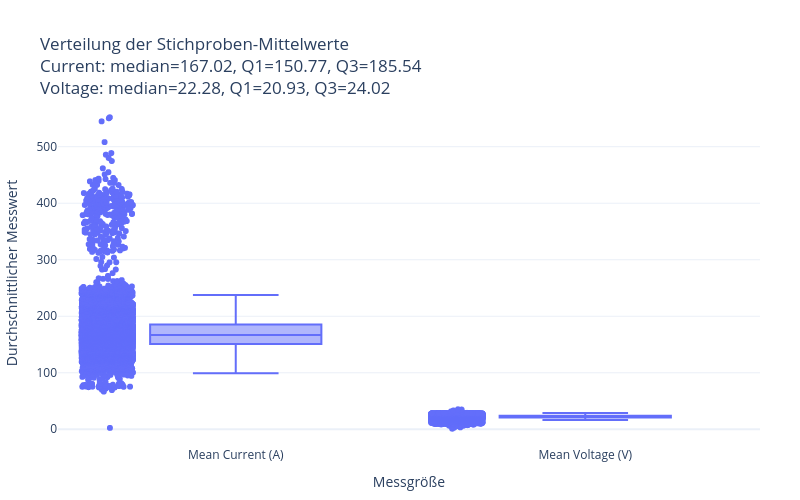 Verteilung der Stichproben-Mittelwerte
Current: median=167.02, Q1=150.77, Q3=185.54
Voltage: median=22.28, Q1=20.93, Q3=24.02
Durchschnittlicher Messwert
500
400
300
200
100
0
Mean Current (A)
Mean Voltage (V)
Messgröße